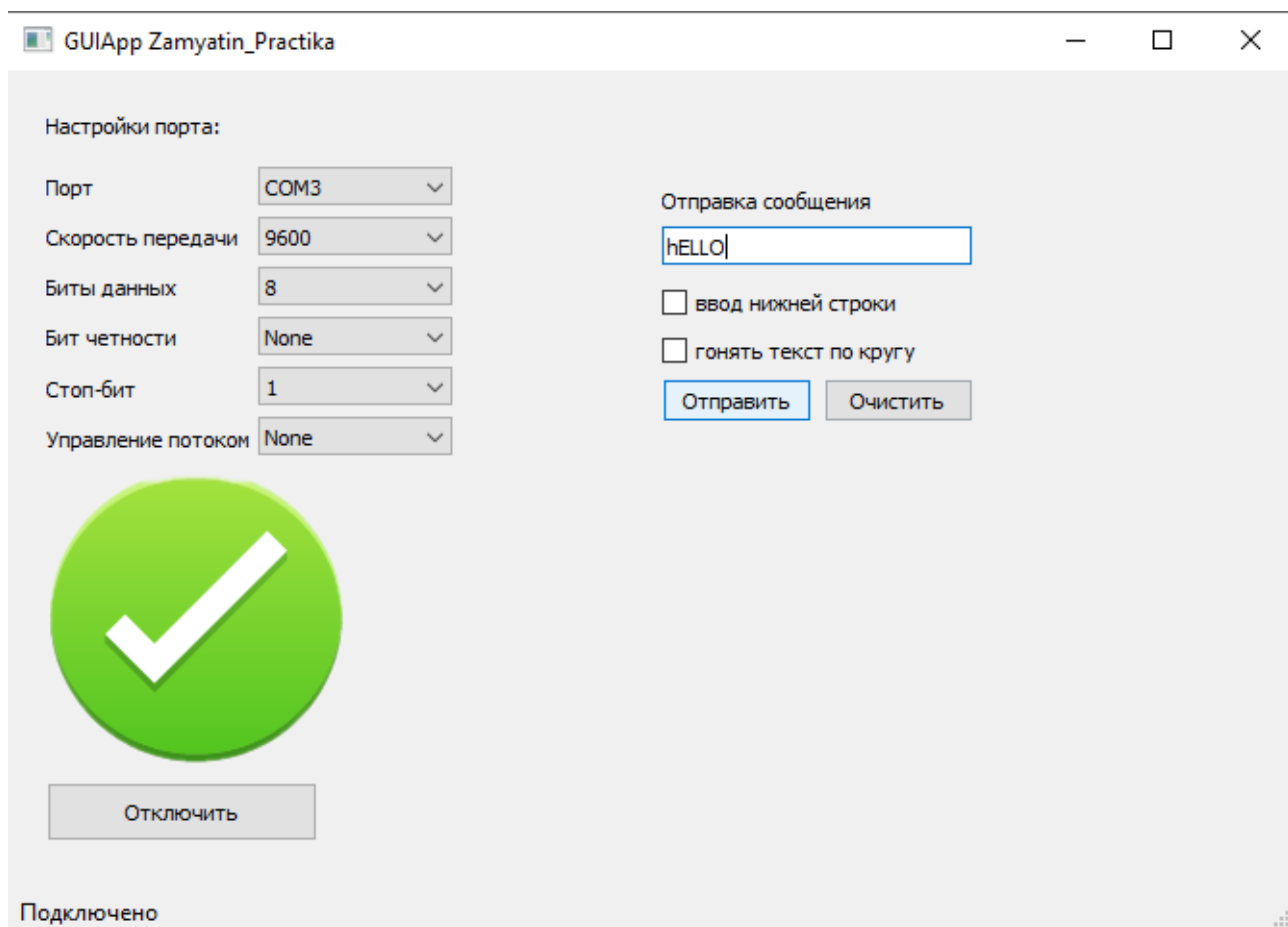 GUIApp Zamyatin_Practika
Настройки порта:
Порт COM3
Скорость передачи 9600
Биты данных 8
Бит четности None
Стоп-бит 1
Управление потоком None
Отключить
Отправка сообщения
hELLO
ввод нижней строки
гонять текст по кругу
Отправить Очистить
Подключено